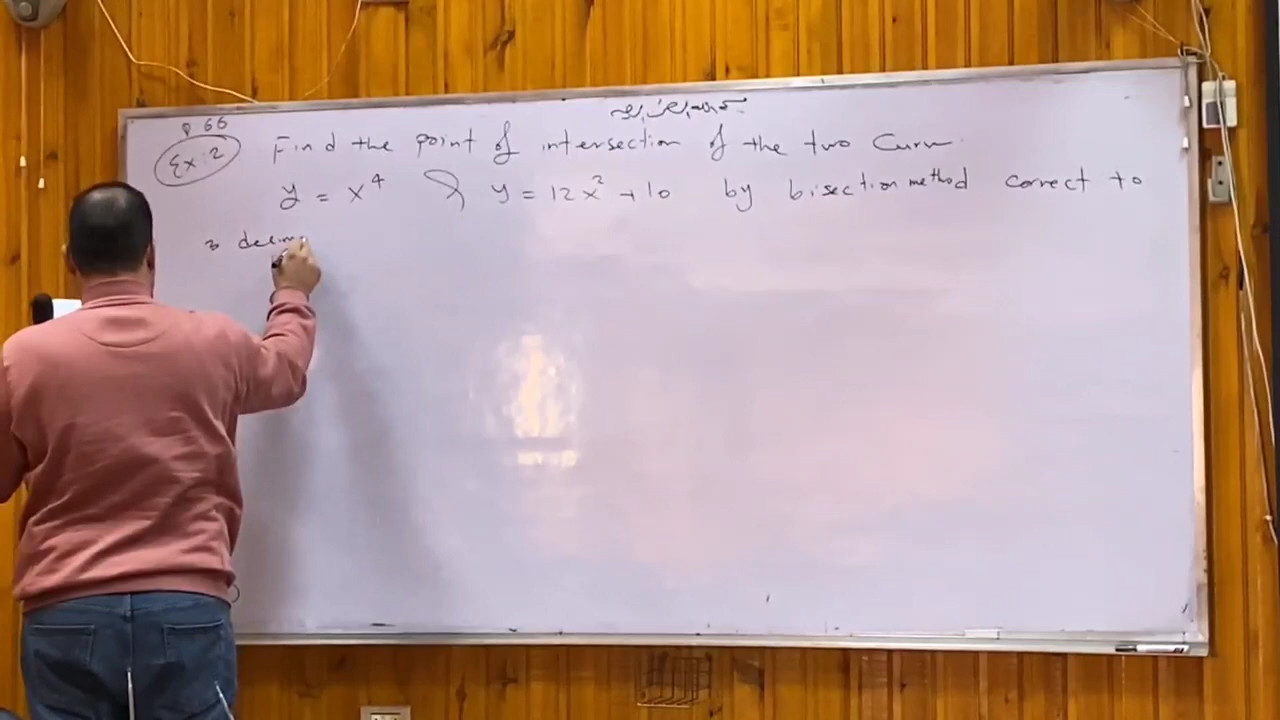 P 66
Ex: 2 Find the point of intersection of the two Curve
y = x⁴ & y = 12x² + 10 by bisection method correct to
3 decim